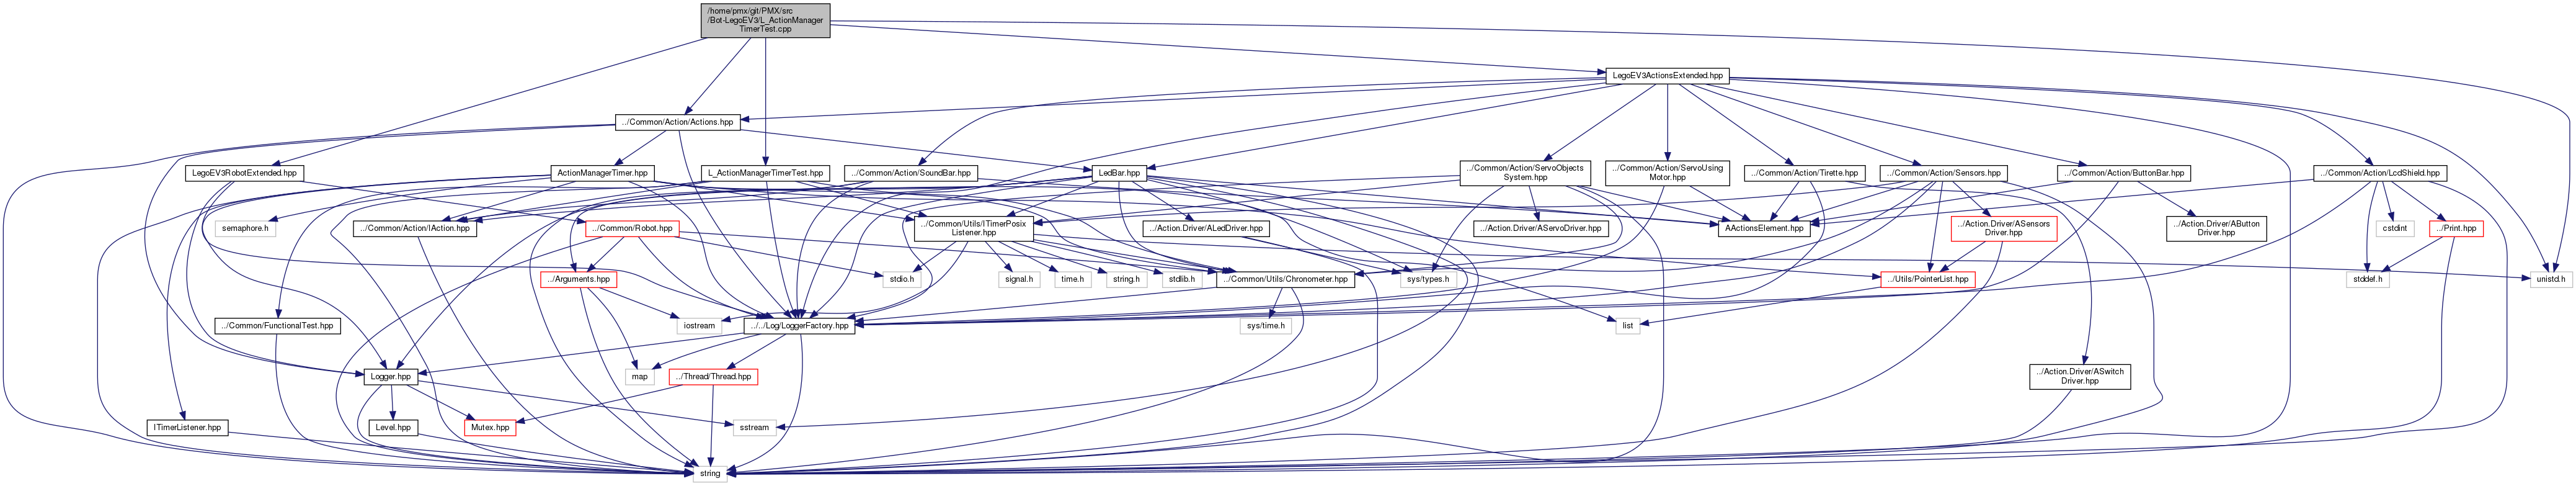 /home/pmx/git/PMX/src
/Bot-LegoEV3/L_ActionManager
TimerTest.cpp
LegoEV3ActionsExtended.hpp
../Common/Action/Actions.hpp
LegoEV3RobotExtended.hpp
ActionManagerTimer.hpp
L_ActionManagerTimerTest.hpp
../Common/Action/SoundBar.hpp
LedBar.hpp
../Common/Action/ServoObjects
System.hpp
../Common/Action/ServoUsing
Motor.hpp
../Common/Action/Tirette.hpp
../Common/Action/Sensors.hpp
../Common/Action/ButtonBar.hpp
../Common/Action/LcdShield.hpp
semaphore.h
../Common/Action/IAction.hpp
../Common/Robot.hpp
../Common/Utils/ITimerPosix
Listener.hpp
../Action.Driver/ALedDriver.hpp
../Action.Driver/AServoDriver.hpp
AActionsElement.hpp
../Action.Driver/ASensors
Driver.hpp
../Action.Driver/AButton
Driver.hpp
cstdint
../Print.hpp
../Arguments.hpp
stdio.h
signal.h
time.h
string.h
stdlib.h
../Common/Utils/Chronometer.hpp
sys/types.h
../Utils/PointerList.hpp
stddef.h
unistd.h
../Common/FunctionalTest.hpp
iostream
../../Log/LoggerFactory.hpp
sys/time.h
list
Logger.hpp
map
../Thread/Thread.hpp
../Action.Driver/ASwitch
Driver.hpp
ITimerListener.hpp
Level.hpp
Mutex.hpp
sstream
string